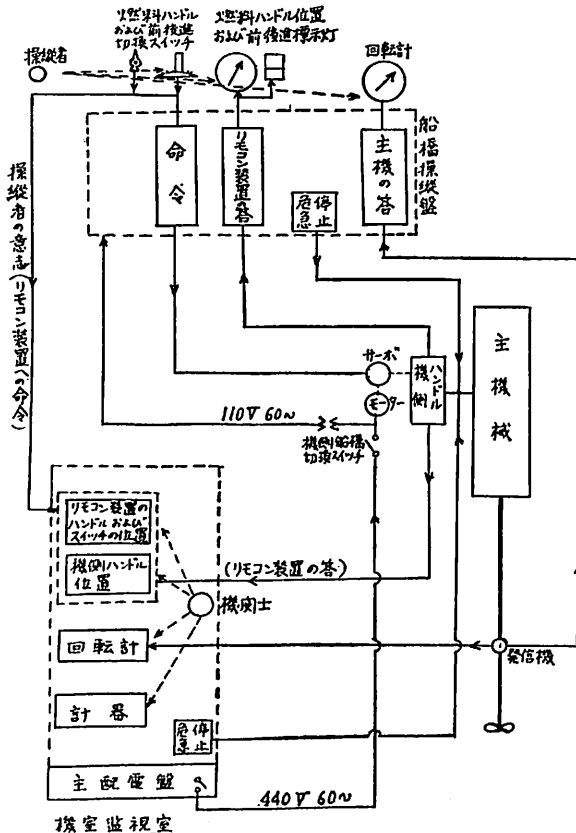 燃料ハンドル
および前後進
切換スイッチ
燃料ハンドル位置
および前後進標示灯
操縦者
回転計
命令
リモコン装置の答
主機の答
危急
停止
船橋操縦盤
操縦者の意志(リモコン装置への命令)
サーボ
モーター
機側
ハンドル
主機械
110V 60~
機側船橋
切換スイッチ
リモコン装置の
ハンドルおよび
スイッチの位置
機側ハンドル
位置
(リモコン装置の答)
機関士
回転計
発信機
計器
危急
停止
主配電盤
440V 60~
機室監視室